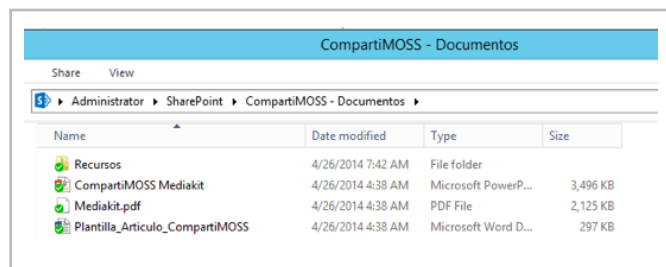 CompartiMOSS - Documentos
Share View
Administrator SharePoint CompartiMOSS - Documentos
Name Date modified Type Size
Recursos 4/26/2014 7:42 AM File folder
CompartiMOSS Mediakit 4/26/2014 4:38 AM Microsoft PowerP... 3,496 KB
Mediakit.pdf 4/26/2014 4:38 AM PDF File 2,125 KB
Plantilla_Articulo_CompartiMOSS 4/26/2014 4:38 AM Microsoft Word D... 297 KB